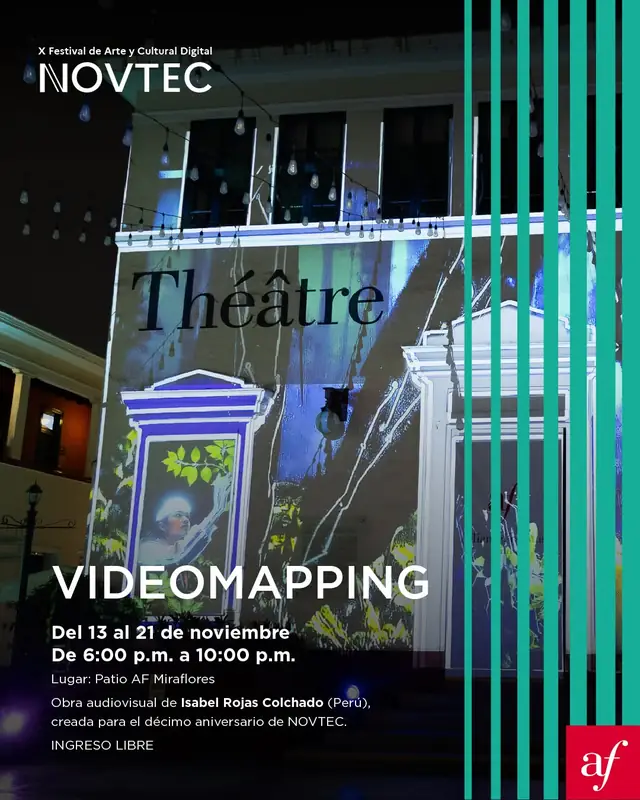 X Festival de Arte y Cultural Digital
NOVTEC
Théâtre
af
VIDEOMAPPING
Del 13 al 21 de noviembre
De 6:00 p.m. a 10:00 p.m.
Lugar: Patio AF Miraflores
Obra audiovisual de Isabel Rojas Colchado (Perú),
creada para el décimo aniversario de NOVTEC.
INGRESO LIBRE
af